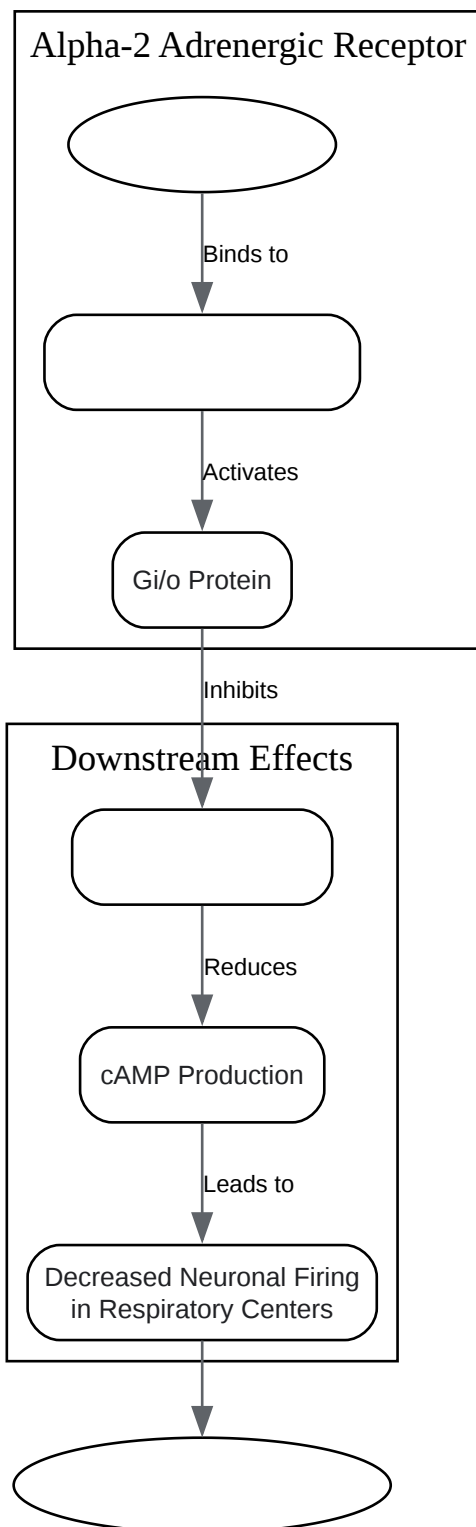 Alpha-2 Adrenergic Receptor
Binds to
Activates
Gi/o Protein
Inhibits
Downstream Effects
Reduces
cAMP Production
Leads to
Decreased Neuronal Firing
in Respiratory Centers